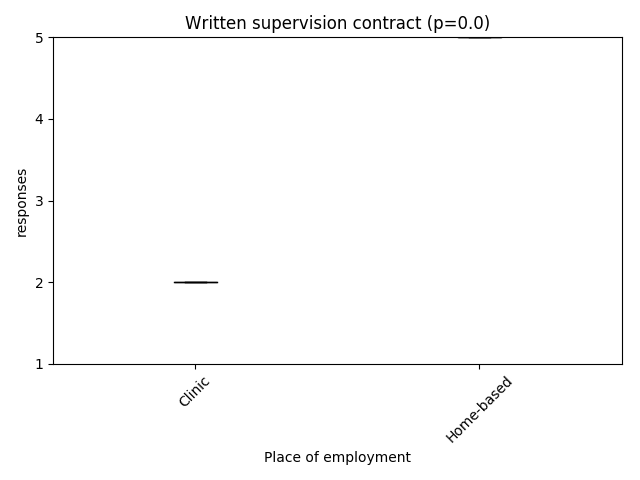 Written supervision contract (p=0.0)
5
4
3
2
1
responses
Clinic
Home-based
Place of employment